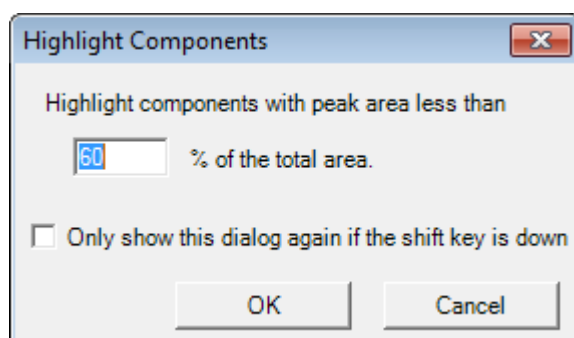 Highlight Components
Highlight components with peak area less than
60 % of the total area.
Only show this dialog again if the shift key is down
OK Cancel